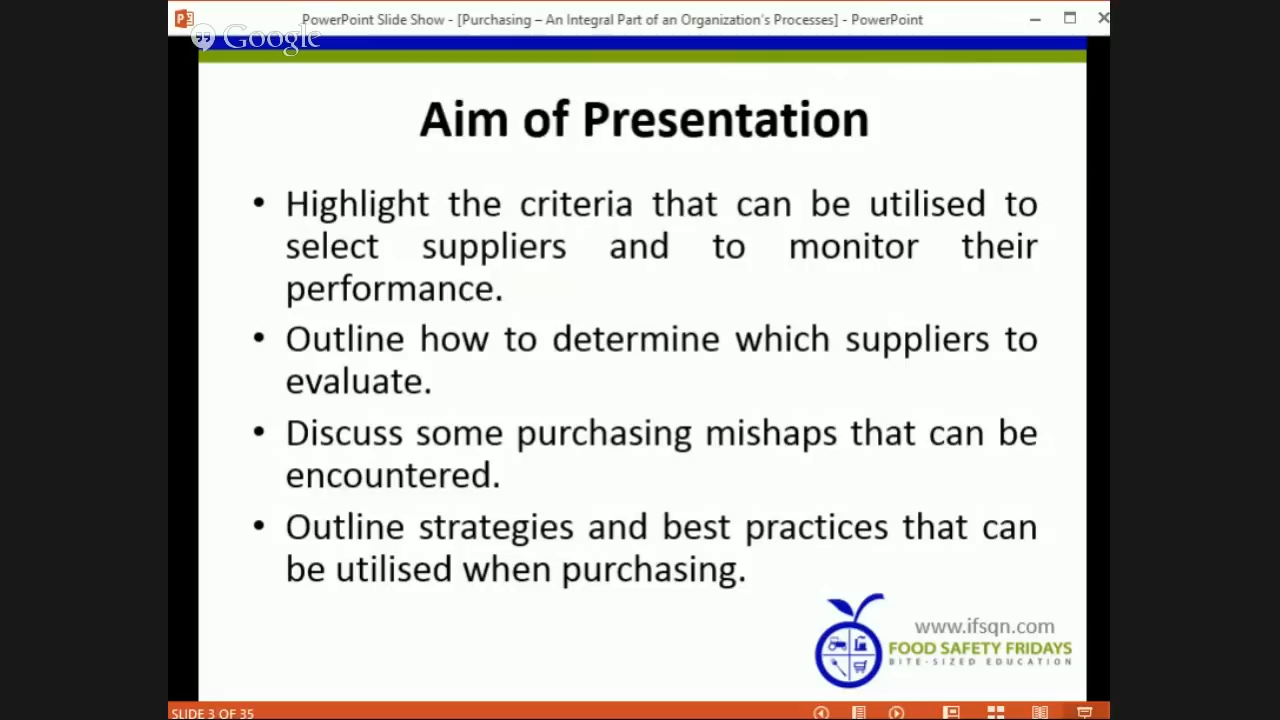 PowerPoint Slide Show - [Purchasing – An Integral Part of an Organization's Processes] - PowerPoint
Google
Aim of Presentation
• Highlight the criteria that can be utilised to
select suppliers and to monitor their
performance.
• Outline how to determine which suppliers to
evaluate.
• Discuss some purchasing mishaps that can be
encountered.
• Outline strategies and best practices that can
be utilised when purchasing.
www.ifsqn.com
FOOD SAFETY FRIDAYS
BITE-SIZED EDUCATION
SLIDE 3 OF 35